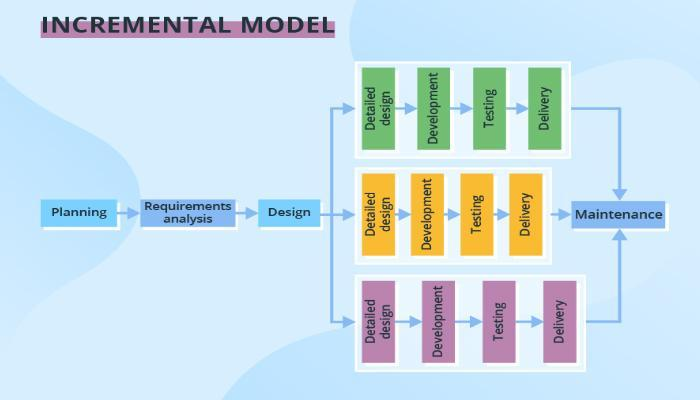 INCREMENTAL MODEL
Planning
Requirements
analysis
Design
Detailed
design
Development
Testing
Delivery
Detailed
design
Development
Testing
Delivery
Detailed
design
Development
Testing
Delivery
Maintenance